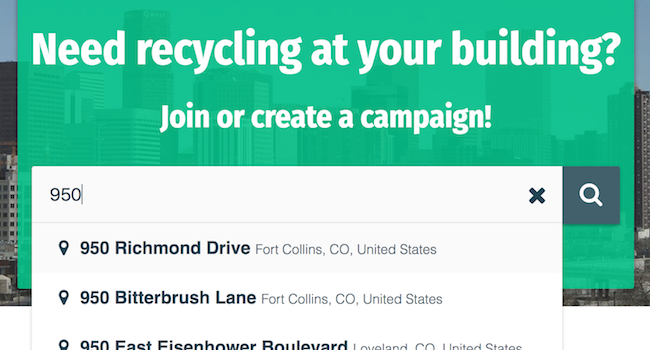 Need recycling at your building?
Join or create a campaign!
950
950 Richmond Drive Fort Collins, CO, United States
950 Bitterbrush Lane Fort Collins, CO, United States
950 East Eisenhower Boulevard Loveland, CO, United States